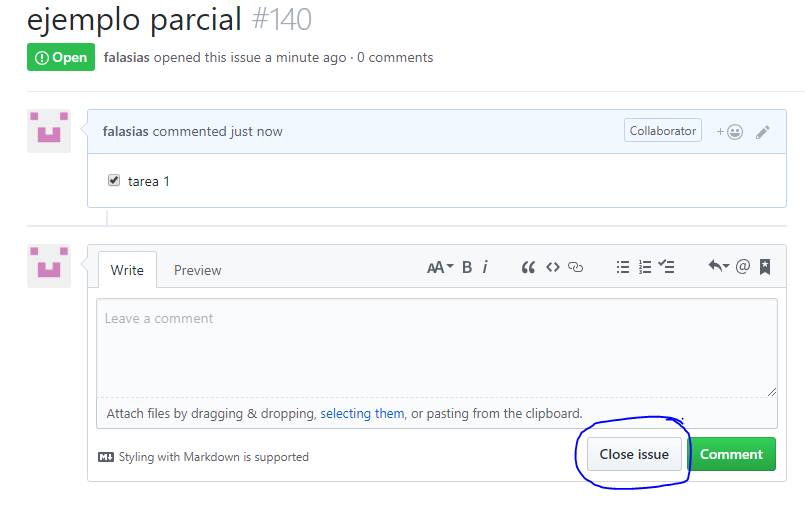 ejemplo parcial #140
Open falasias opened this issue a minute ago · 0 comments
falasias commented just now Collaborator +
tarea 1
Write Preview AA B i @
Leave a comment
Attach files by dragging & dropping, selecting them, or pasting from the clipboard.
Styling with Markdown is supported Close issue Comment